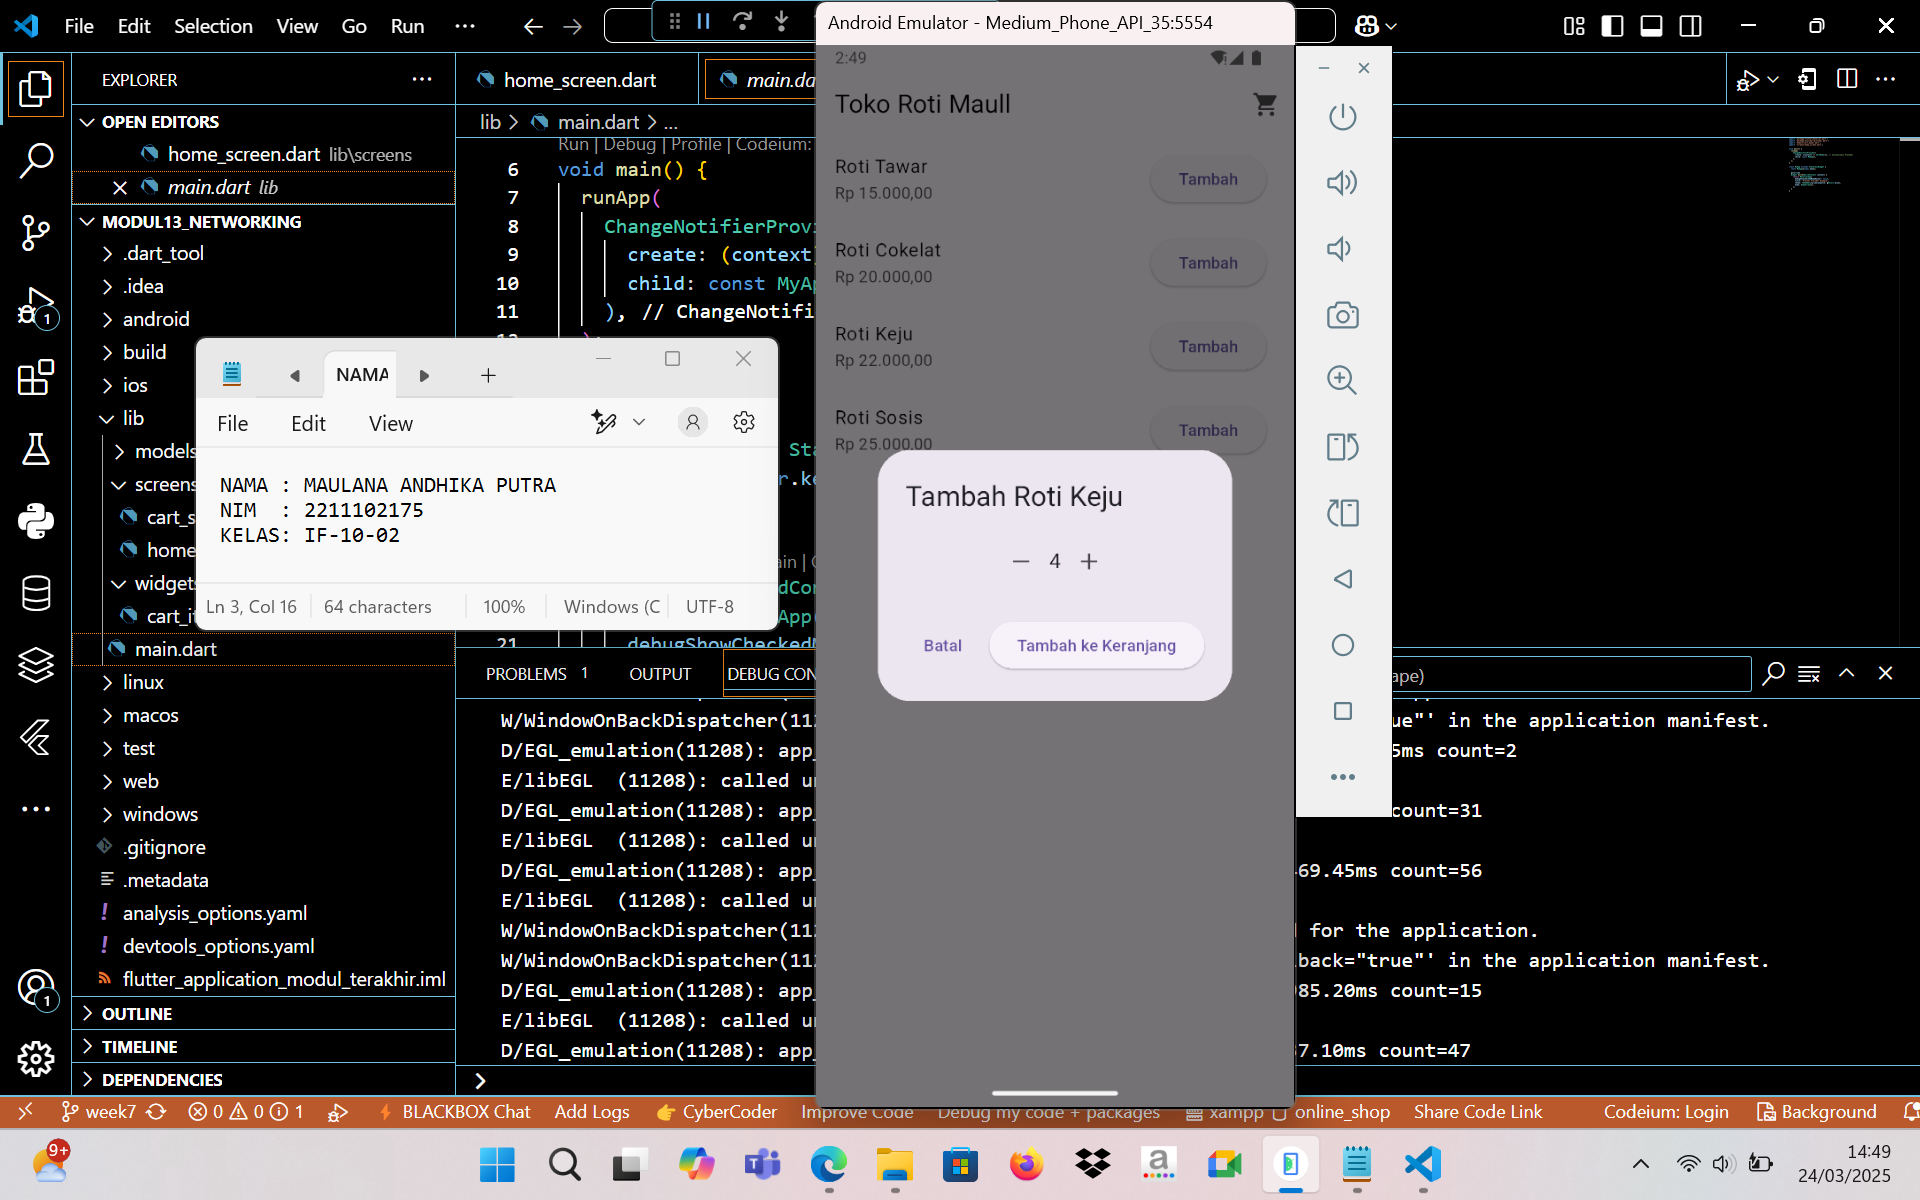 File Edit Selection View Go Run
Android Emulator - Medium_Phone_API_35:5554
EXPLORER
OPEN EDITORS
home_screen.dart lib\screens
main.dart lib
MODUL13_NETWORKING
.dart_tool
.idea
android
build
ios
lib
models
screens
widgets
main.dart
linux
macos
test
web
windows
.gitignore
.metadata
analysis_options.yaml
devtools_options.yaml
flutter_application_modul_terakhir.iml
OUTLINE
TIMELINE
DEPENDENCIES
home_screen.dart
lib > main.dart > ...
Run | Debug | Profile | Codeium:
6 void main() {
7 runApp(
8 ChangeNotifierProvi
9 create: (context
10 child: const MyAp
11 ), // ChangeNotifi
21 debugShowChecked
NAMA
File Edit View
NAMA : MAULANA ANDHIKA PUTRA
NIM  : 2211102175
KELAS: IF-10-02
Ln 3, Col 16 64 characters 100% Windows (C UTF-8
2:49
Toko Roti Maull
Roti Tawar
Rp 15.000,00
Tambah
Roti Cokelat
Rp 20.000,00
Tambah
Roti Keju
Rp 22.000,00
Tambah
Roti Sosis
Rp 25.000,00
Tambah
Tambah Roti Keju
4
Batal Tambah ke Keranjang
PROBLEMS 1 OUTPUT DEBUG CON
ape)
W/WindowOnBackDispatcher(11 ue"' in the application manifest.
D/EGL_emulation(11208): app 5ms count=2
E/libEGL  (11208): called u
D/EGL_emulation(11208): app count=31
E/libEGL  (11208): called u
D/EGL_emulation(11208): app 69.45ms count=56
E/libEGL  (11208): called u
W/WindowOnBackDispatcher(11 for the application.
W/WindowOnBackDispatcher(11 lback="true"' in the application manifest.
D/EGL_emulation(11208): app 85.20ms count=15
E/libEGL  (11208): called u
D/EGL_emulation(11208): app 7.10ms count=47
week7 0 0 1 BLACKBOX Chat Add Logs CyberCoder Improve Code Debug my code + packages xampp online_shop Share Code Link Codeium: Login Background
9+
14:49
24/03/2025